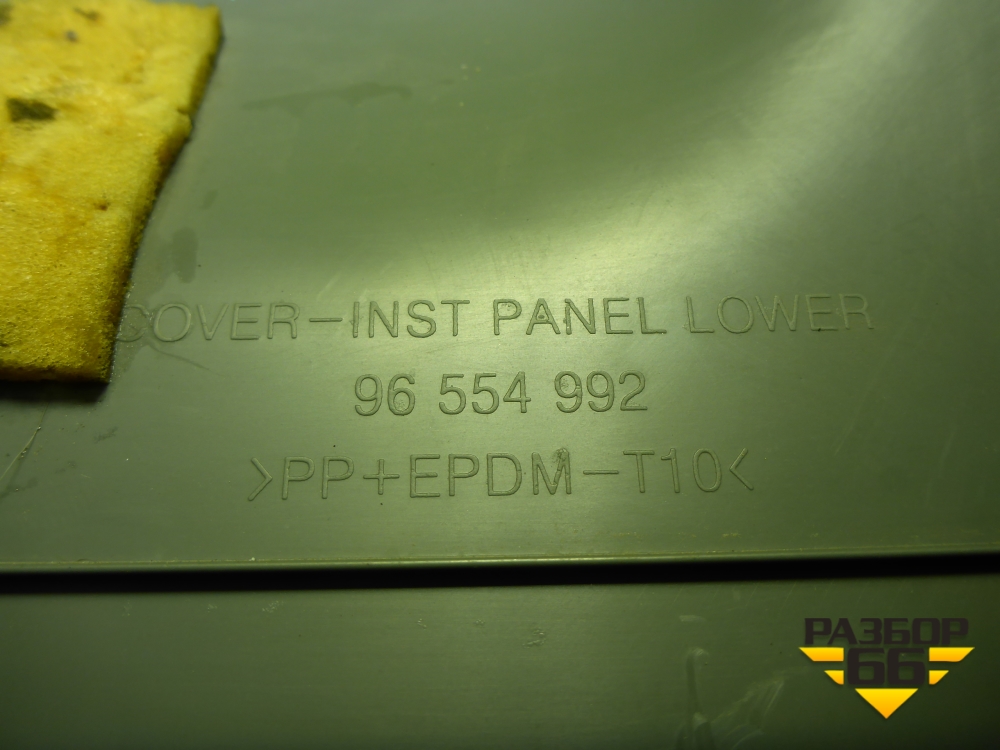 COVER-INST PANEL LOWER
96 554 992
>PP+EPDM-T10<
РАЗБОР
66